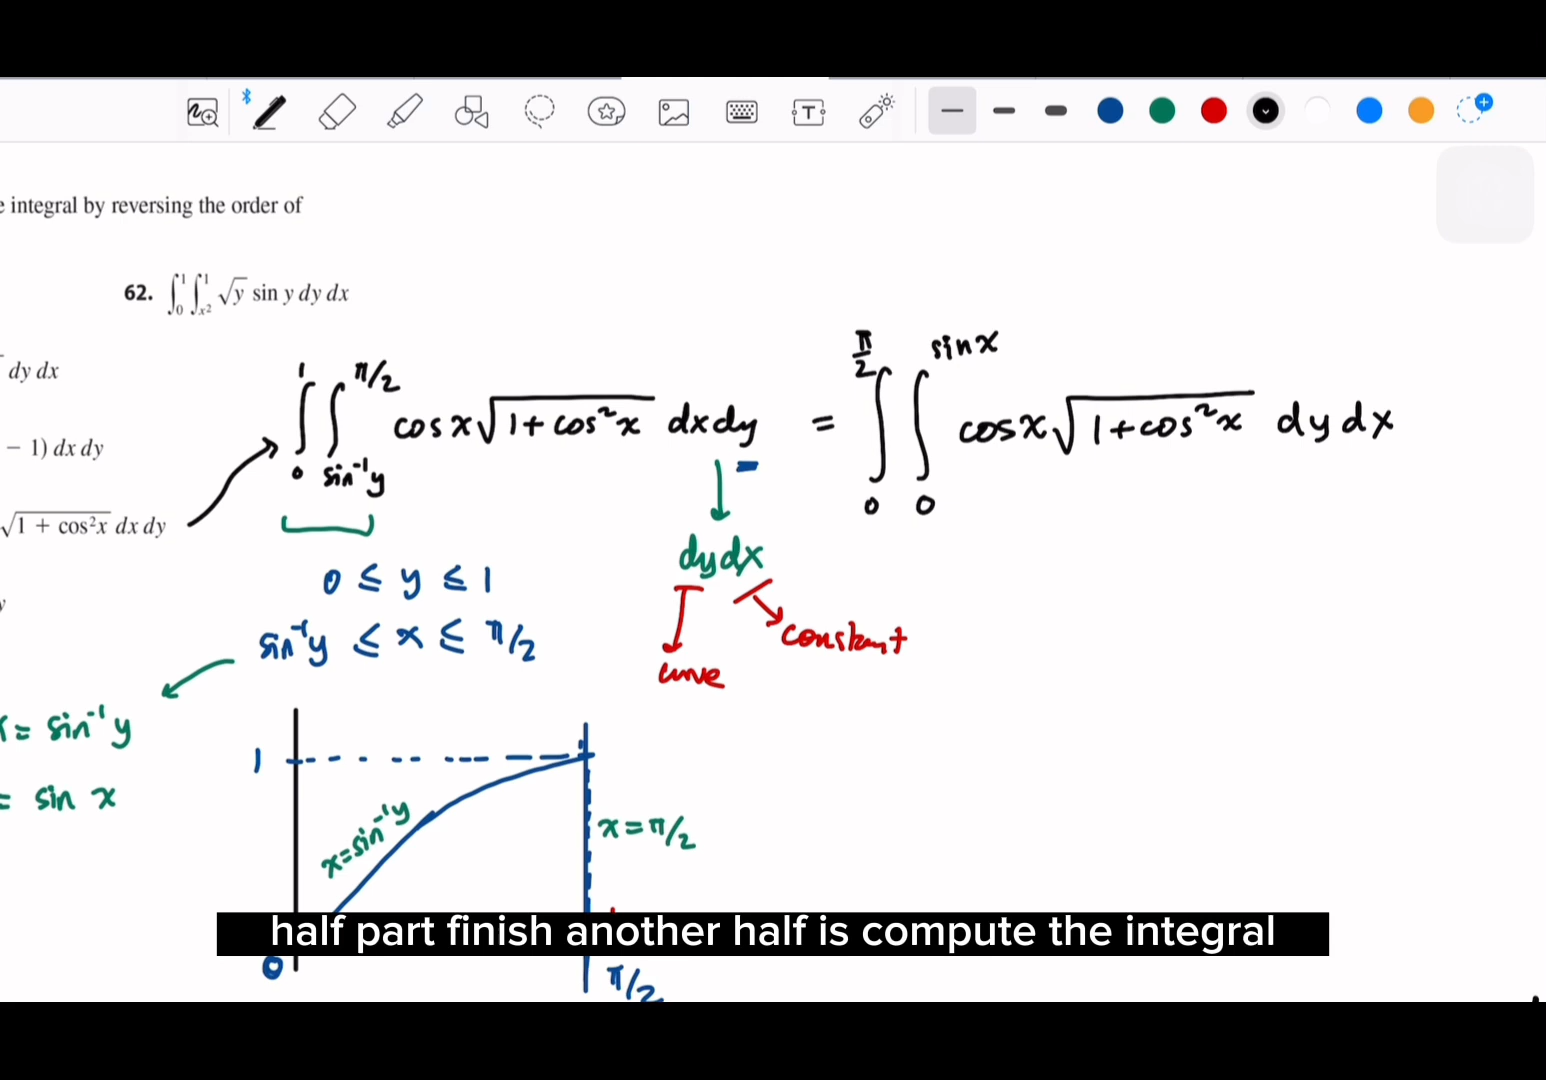 e integral by reversing the order of
62. ∫₀¹ ∫ₓ²¹ √y sin y dy dx
dy dx
− 1) dx dy
√1 + cos²x dx dy
∫₀¹ ∫_{sin⁻¹y}^{π/2} cos x √1 + cos²x dx dy = ∫₀^{π/2} ∫₀^{sin x} cos x √1 + cos²x dy dx
dy dx
curve
constant
0 ≤ y ≤ 1
sin⁻¹y ≤ x ≤ π/2
x = sin⁻¹y
= sin x
1
x = sin⁻¹y
x = π/2
half part finish another half is compute the integral
0
π/2